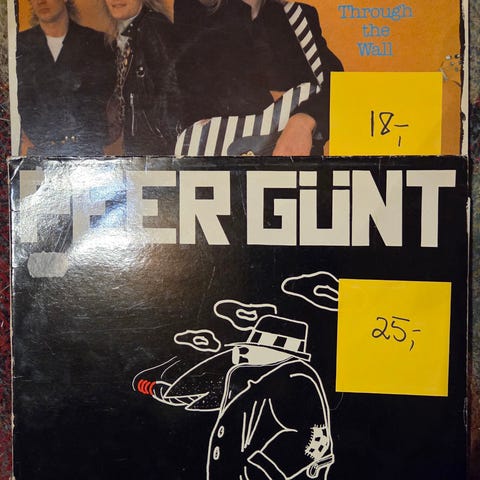 Through
the
Wall
18,-
PEER GÜNT
25,-